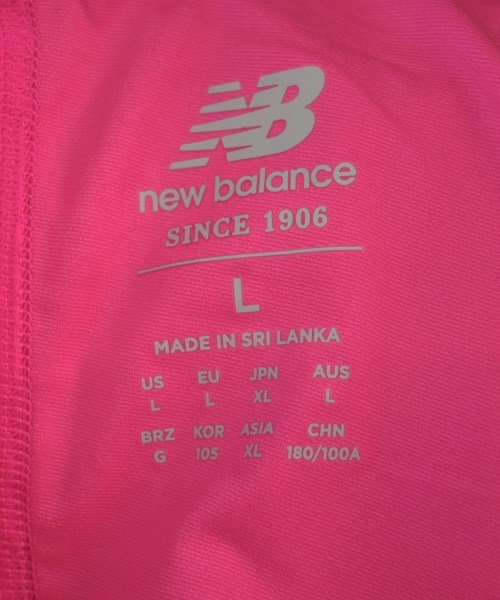 NB
new balance
SINCE 1906
L
MADE IN SRI LANKA
US EU JPN AUS
L L XL L
BRZ KOR ASIA CHN
G 105 XL 180/100A